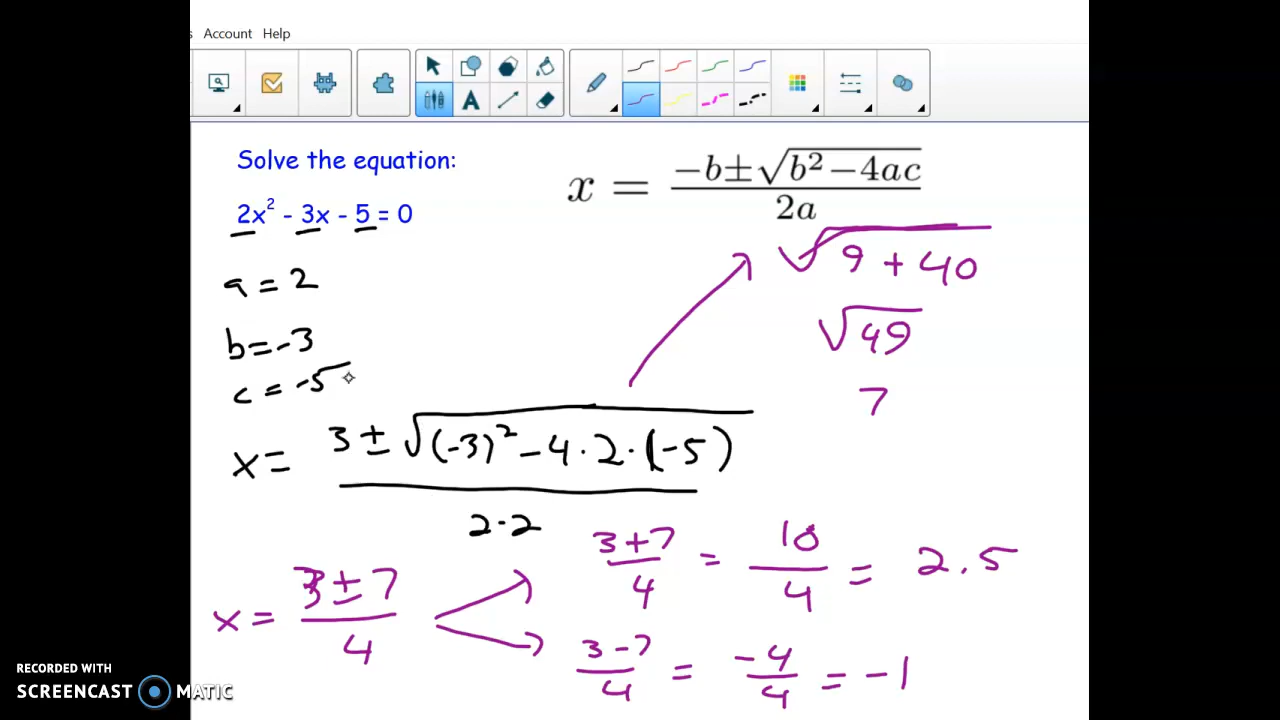 Account Help
Solve the equation:
2x² - 3x - 5 = 0
x = (-b ± √(b² - 4ac)) / 2a
a = 2
b = -3
c = -5
√(9 + 40)
√49
7
x = (3 ± √((-3)² - 4 · 2 · (-5))) / 2·2
x = (3 ± 7) / 4
(3 + 7) / 4 = 10 / 4 = 2.5
(3 - 7) / 4 = -4 / 4 = -1
RECORDED WITH
SCREENCAST MATIC